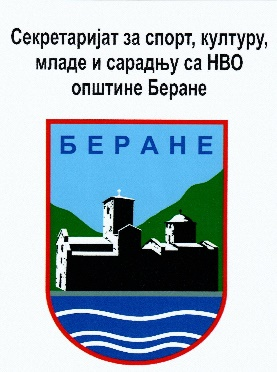 Секретаријат за спорт, културу,
младе и сарадњу са НВО
општине Беране
БЕРАНЕ